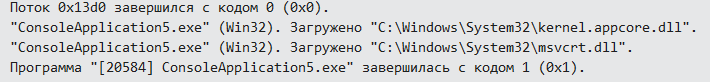 Поток 0x13d0 завершился с кодом 0 (0x0).
"ConsoleApplication5.exe" (Win32). Загружено "C:\Windows\System32\kernel.appcore.dll".
"ConsoleApplication5.exe" (Win32). Загружено "C:\Windows\System32\msvcrt.dll".
Программа "[20584] ConsoleApplication5.exe" завершилась с кодом 1 (0x1).